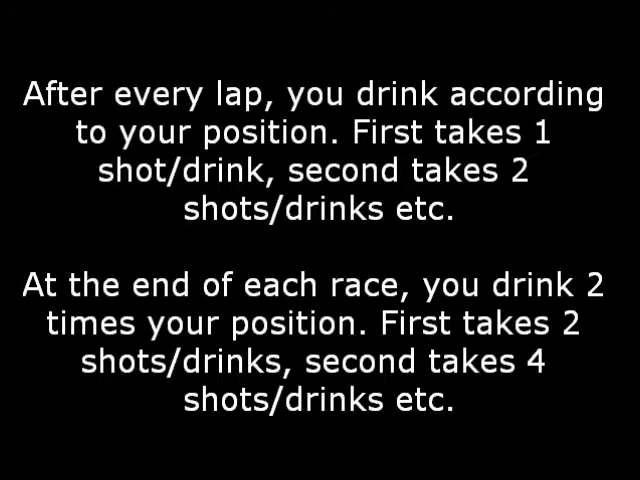 After every lap, you drink according
to your position. First takes 1
shot/drink, second takes 2
shots/drinks etc.
At the end of each race, you drink 2
times your position. First takes 2
shots/drinks, second takes 4
shots/drinks etc.